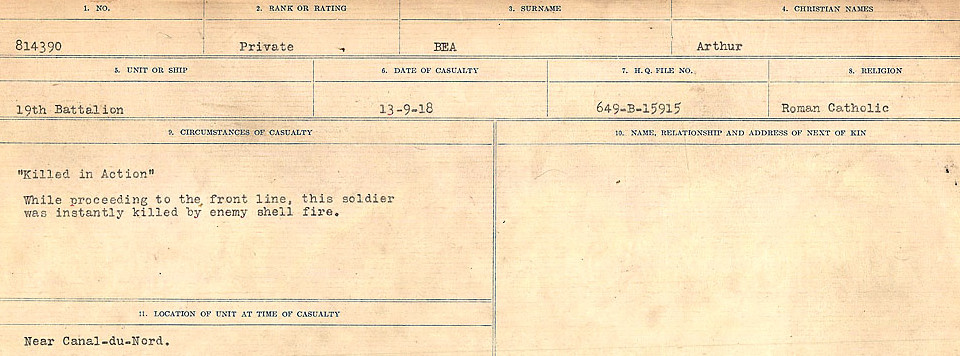 1. NO.
2. RANK OR RATING
3. SURNAME
4. CHRISTIAN NAMES
814390
Private
BEA
Arthur
5. UNIT OR SHIP
6. DATE OF CASUALTY
7. H.Q. FILE NO.
8. RELIGION
19th Battalion
13-9-18
649-B-15915
Roman Catholic
9. CIRCUMSTANCES OF CASUALTY
10. NAME, RELATIONSHIP AND ADDRESS OF NEXT OF KIN
"Killed in Action"
While proceeding to the front line, this soldier
was instantly killed by enemy shell fire.
11. LOCATION OF UNIT AT TIME OF CASUALTY
Near Canal-du-Nord.